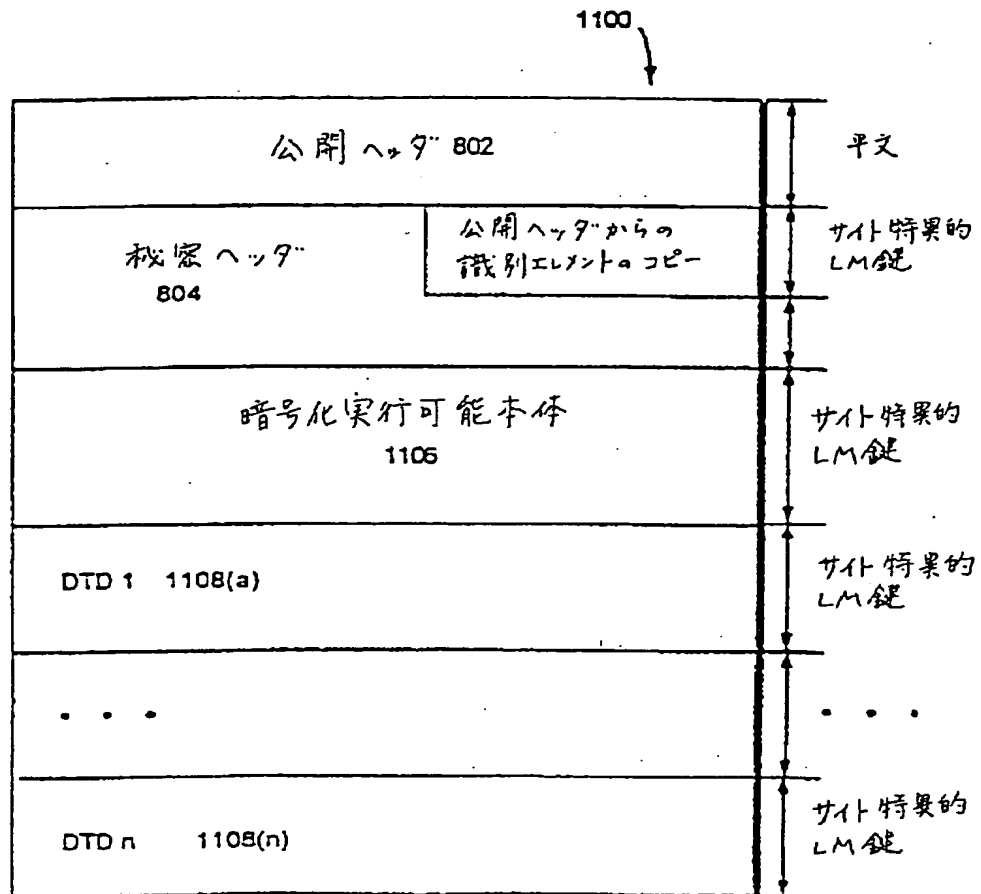 1100
公開ヘッダ 802
平文
秘密ヘッダ
804
公開ヘッダからの
識別エレメントのコピー
サイト特異的
LM鍵
暗号化実行可能本体
1106
サイト特異的
LM鍵
DTD 1 1108(a)
サイト特異的
LM鍵
• • •
• • •
DTD n 1108(n)
サイト特異的
LM鍵